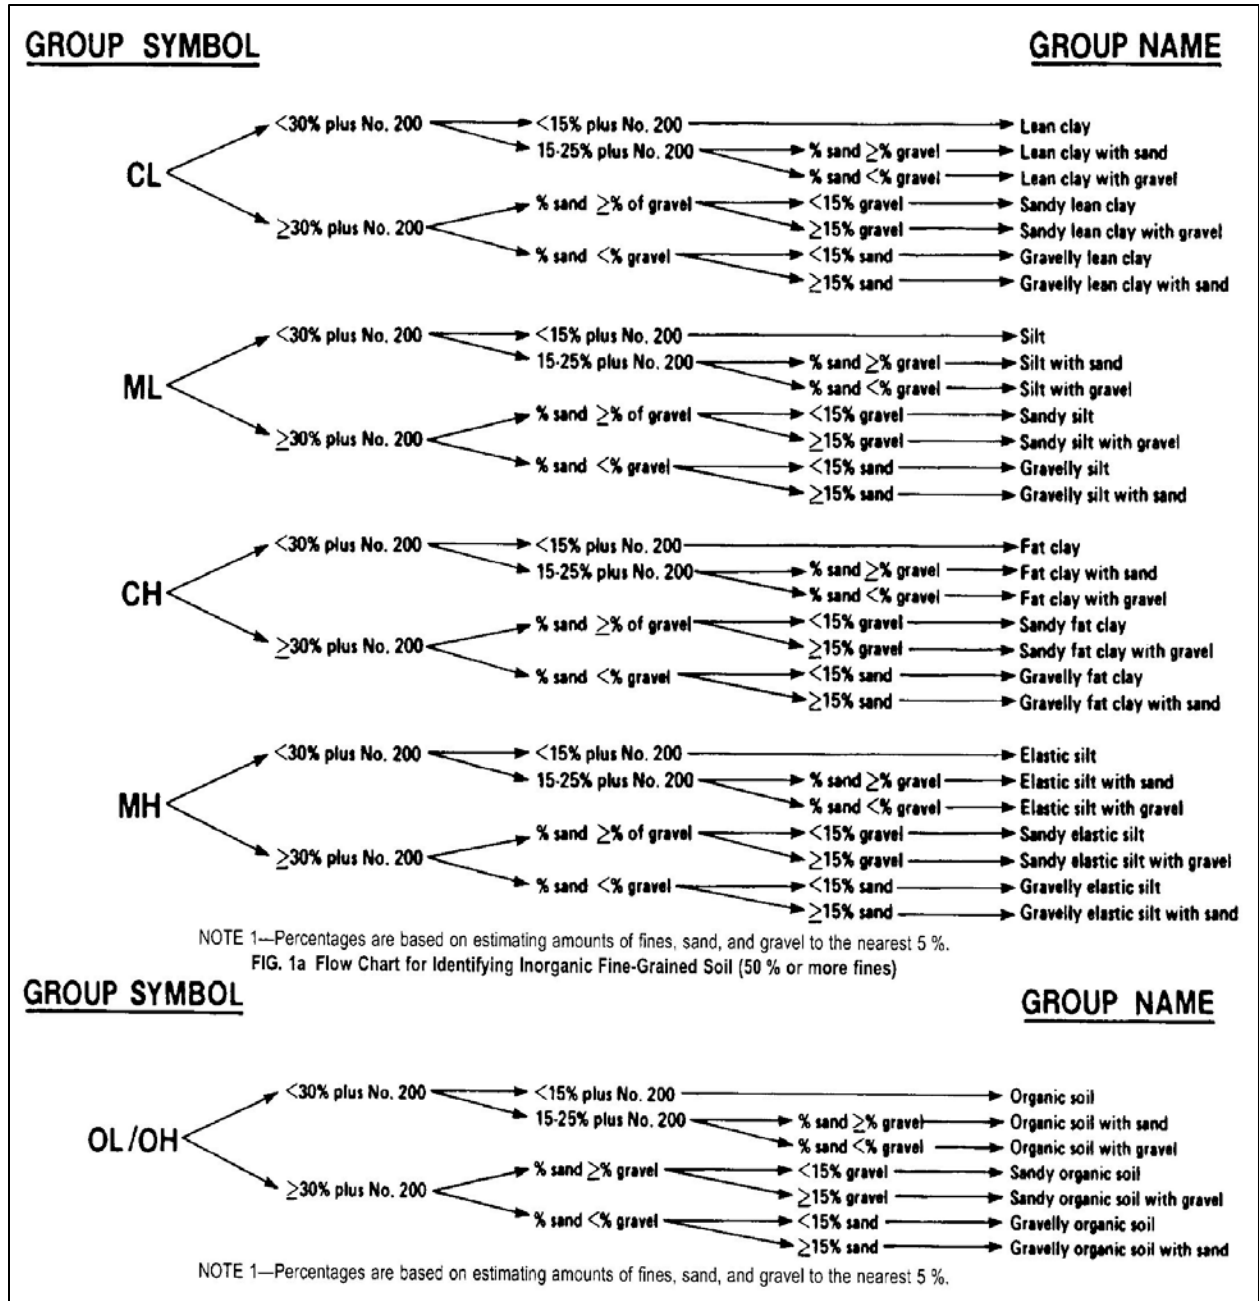 GROUP SYMBOL GROUP NAME
<30% plus No. 200 <15% plus No. 200 Lean clay
15-25% plus No. 200 % sand ≥% gravel Lean clay with sand
CL
% sand <% gravel Lean clay with gravel
% sand ≥% of gravel <15% gravel Sandy lean clay
≥30% plus No. 200 ≥15% gravel Sandy lean clay with gravel
% sand <% gravel <15% sand Gravelly lean clay
≥15% sand Gravelly lean clay with sand
<30% plus No. 200 <15% plus No. 200 Silt
15-25% plus No. 200 % sand ≥% gravel Silt with sand
ML
% sand <% gravel Silt with gravel
% sand ≥% of gravel <15% gravel Sandy silt
≥30% plus No. 200 ≥15% gravel Sandy silt with gravel
% sand <% gravel <15% sand Gravelly silt
≥15% sand Gravelly silt with sand
<30% plus No. 200 <15% plus No. 200 Fat clay
15-25% plus No. 200 % sand ≥% gravel Fat clay with sand
CH
% sand <% gravel Fat clay with gravel
% sand ≥% of gravel <15% gravel Sandy fat clay
≥30% plus No. 200 ≥15% gravel Sandy fat clay with gravel
% sand <% gravel <15% sand Gravelly fat clay
≥15% sand Gravelly fat clay with sand
<30% plus No. 200 <15% plus No. 200 Elastic silt
15-25% plus No. 200 % sand ≥% gravel Elastic silt with sand
MH
% sand <% gravel Elastic silt with gravel
% sand ≥% of gravel <15% gravel Sandy elastic silt
≥30% plus No. 200 ≥15% gravel Sandy elastic silt with gravel
% sand <% gravel <15% sand Gravelly elastic silt
≥15% sand Gravelly elastic silt with sand
NOTE 1—Percentages are based on estimating amounts of fines, sand, and gravel to the nearest 5 %.
FIG. 1a Flow Chart for Identifying Inorganic Fine-Grained Soil (50 % or more fines)
GROUP SYMBOL GROUP NAME
<30% plus No. 200 <15% plus No. 200 Organic soil
15-25% plus No. 200 % sand ≥% gravel Organic soil with sand
OL/OH
% sand <% gravel Organic soil with gravel
% sand ≥% gravel <15% gravel Sandy organic soil
≥30% plus No. 200 ≥15% gravel Sandy organic soil with gravel
% sand <% gravel <15% sand Gravelly organic soil
≥15% sand Gravelly organic soil with sand
NOTE 1—Percentages are based on estimating amounts of fines, sand, and gravel to the nearest 5 %.